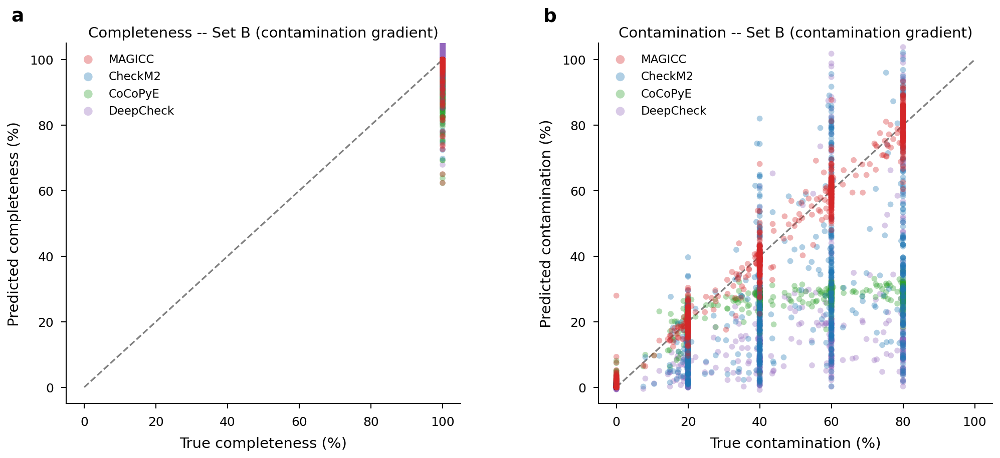 a
Completeness -- Set B (contamination gradient)
MAGICC
CheckM2
CoCoPyE
DeepCheck
Predicted completeness (%)
100
80
60
40
20
0
0 20 40 60 80 100
True completeness (%)
b
Contamination -- Set B (contamination gradient)
MAGICC
CheckM2
CoCoPyE
DeepCheck
Predicted contamination (%)
100
80
60
40
20
0
0 20 40 60 80 100
True contamination (%)